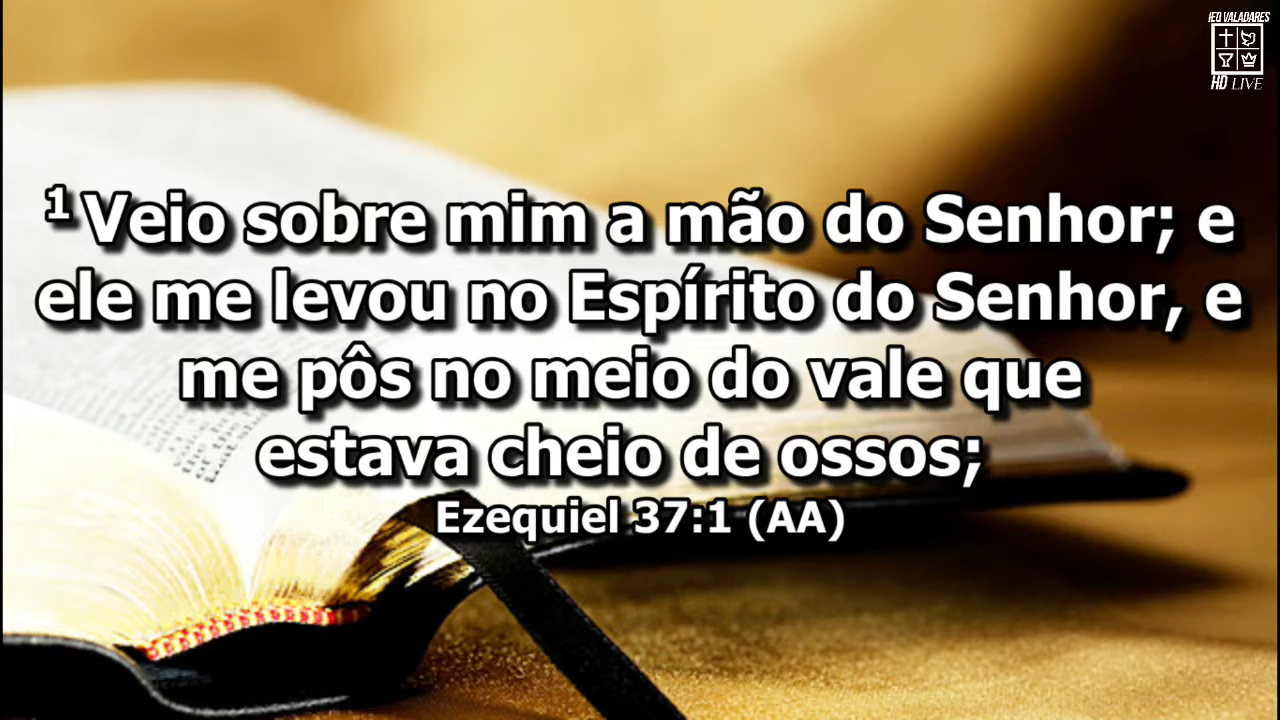 IEQ VALADARES
HD LIVE
1 Veio sobre mim a mão do Senhor; e
ele me levou no Espírito do Senhor, e
me pôs no meio do vale que
estava cheio de ossos;
Ezequiel 37:1 (AA)